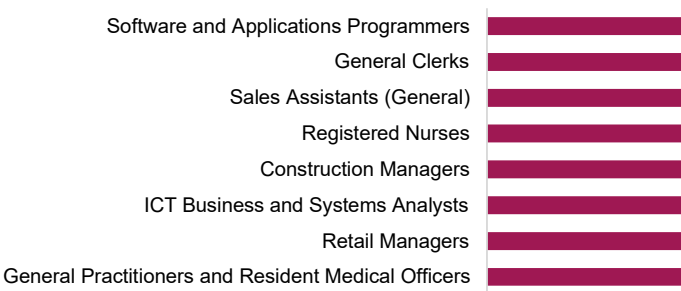 Software and Applications Programmers
General Clerks
Sales Assistants (General)
Registered Nurses
Construction Managers
ICT Business and Systems Analysts
Retail Managers
General Practitioners and Resident Medical Officers